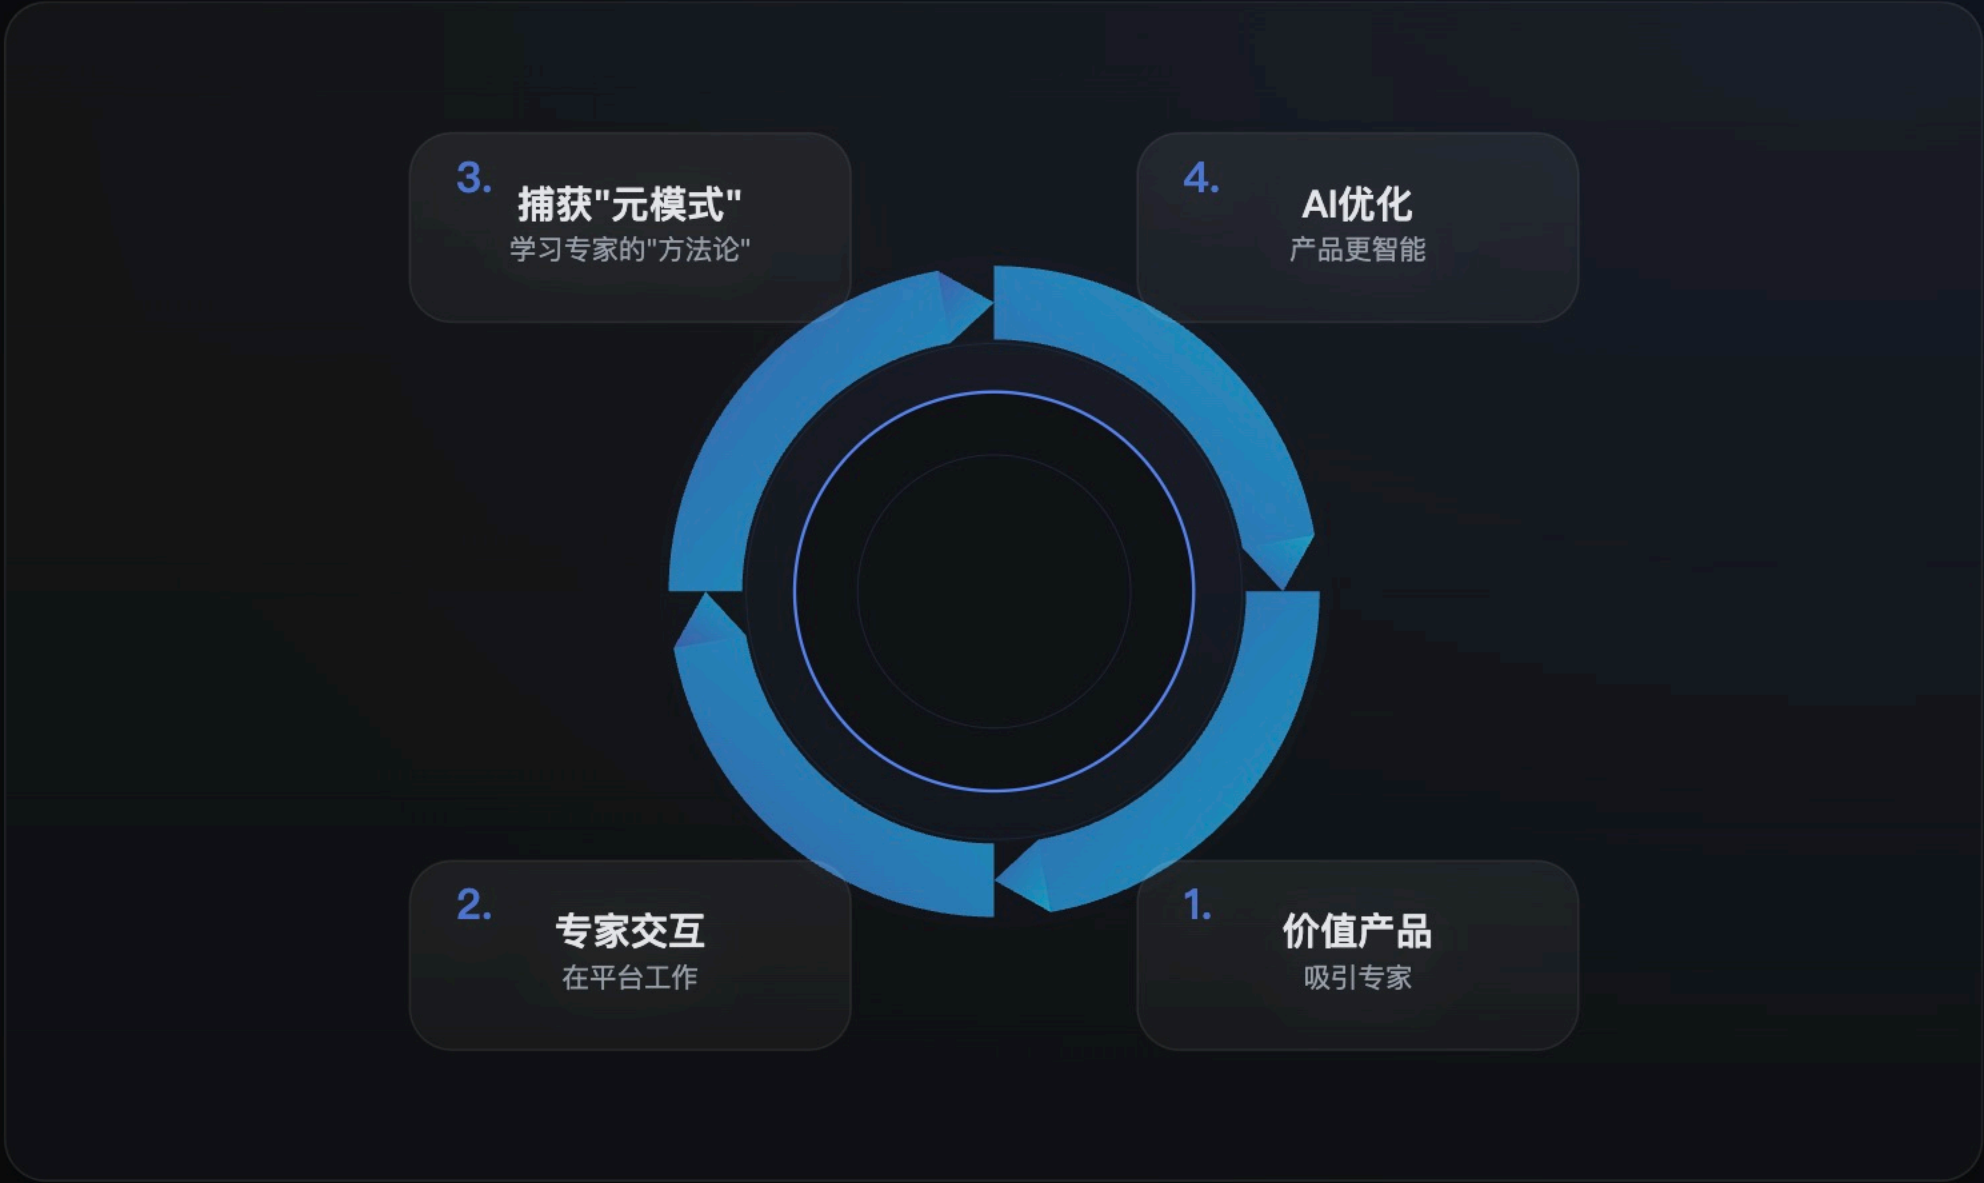 3.
捕获"元模式"
学习专家的"方法论"
4.
AI优化
产品更智能
2.
专家交互
在平台工作
1.
价值产品
吸引专家